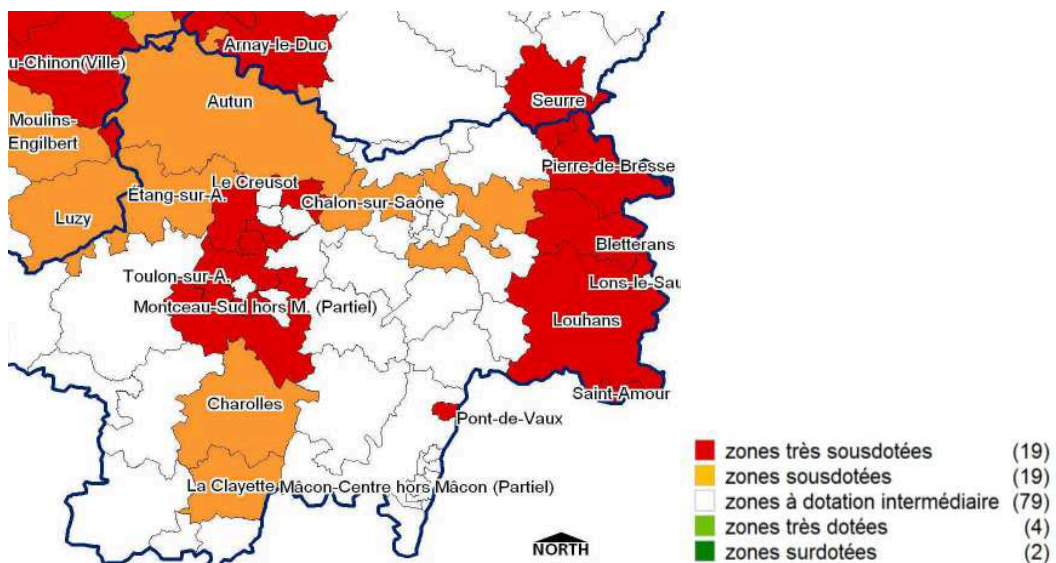 Arnay-le-Duc
u-Chinon(Ville)
Autun
Seurre
Moulins-
Engilbert
Pierre-de-Bresse
Le Creusot
Étang-sur-A.
Chalon-sur-Saône
Luzy
Bletterans
Toulon-sur-A.
Lons-le-Sau
Montceau-Sud hors M. (Partiel)
Louhans
Saint-Amour
Charolles
Pont-de-Vaux
La Clayette
Mâcon-Centre hors Mâcon (Partiel)
NORTH
zones très sousdotées (19)
zones sousdotées (19)
zones à dotation intermédiaire (79)
zones très dotées (4)
zones surdotées (2)